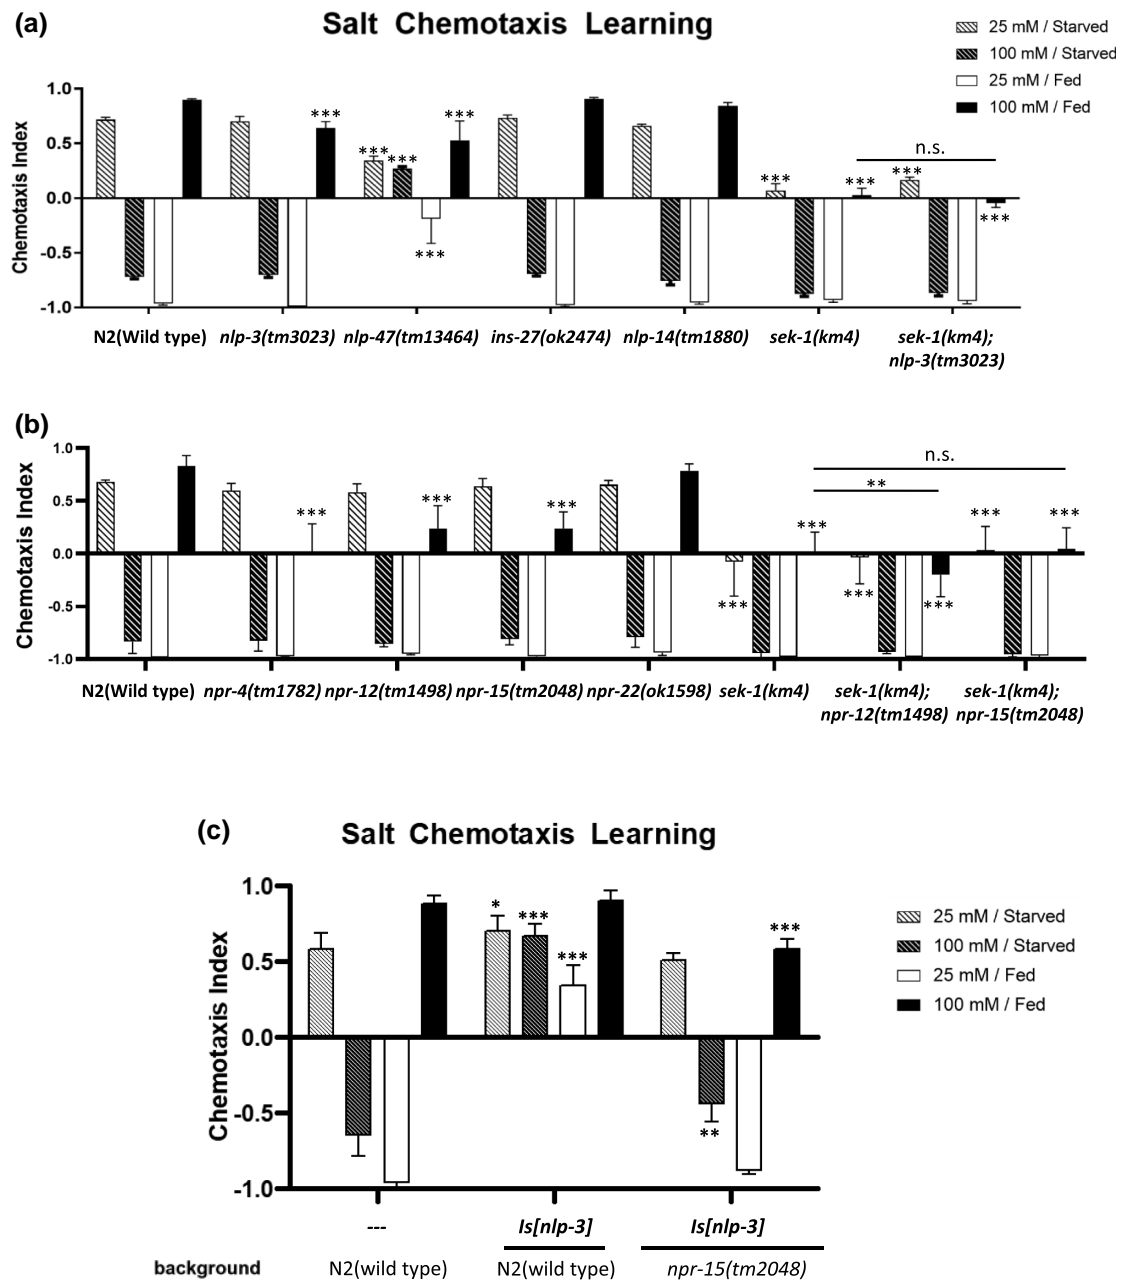 (a)
Salt Chemotaxis Learning
25 mM / Starved
100 mM / Starved
25 mM / Fed
100 mM / Fed
Chemotaxis Index
1.0
0.5
0.0
-0.5
-1.0
***
***
***
***
***
***
***
***
***
n.s.
N2(Wild type)
nlp-3(tm3023)
nlp-47(tm13464)
ins-27(ok2474)
nlp-14(tm1880)
sek-1(km4)
sek-1(km4);
nlp-3(tm3023)
(b)
Chemotaxis Index
1.0
0.5
0.0
-0.5
-1.0
***
***
***
***
***
***
***
***
***
**
n.s.
N2(Wild type)
npr-4(tm1782)
npr-12(tm1498)
npr-15(tm2048)
npr-22(ok1598)
sek-1(km4)
sek-1(km4);
npr-12(tm1498)
sek-1(km4);
npr-15(tm2048)
(c)
Salt Chemotaxis Learning
Chemotaxis Index
1.0
0.5
0.0
-0.5
-1.0
*
***
***
**
***
25 mM / Starved
100 mM / Starved
25 mM / Fed
100 mM / Fed
---
Is[nlp-3]
Is[nlp-3]
background
N2(wild type)
N2(wild type)
npr-15(tm2048)